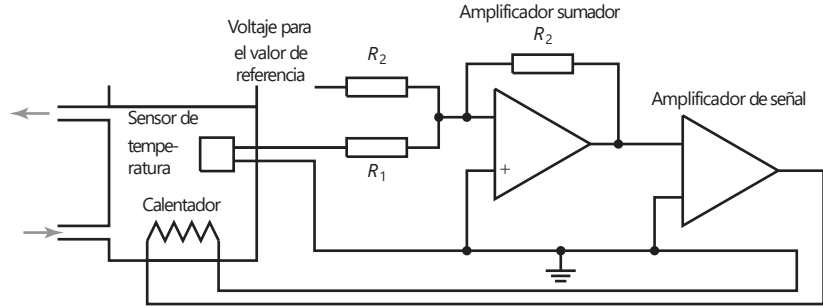 Amplificador sumador
Voltaje para
el valor de
referencia
R2
R2
Amplificador de señal
Sensor de
tempe-
ratura
R1
+
Calentador